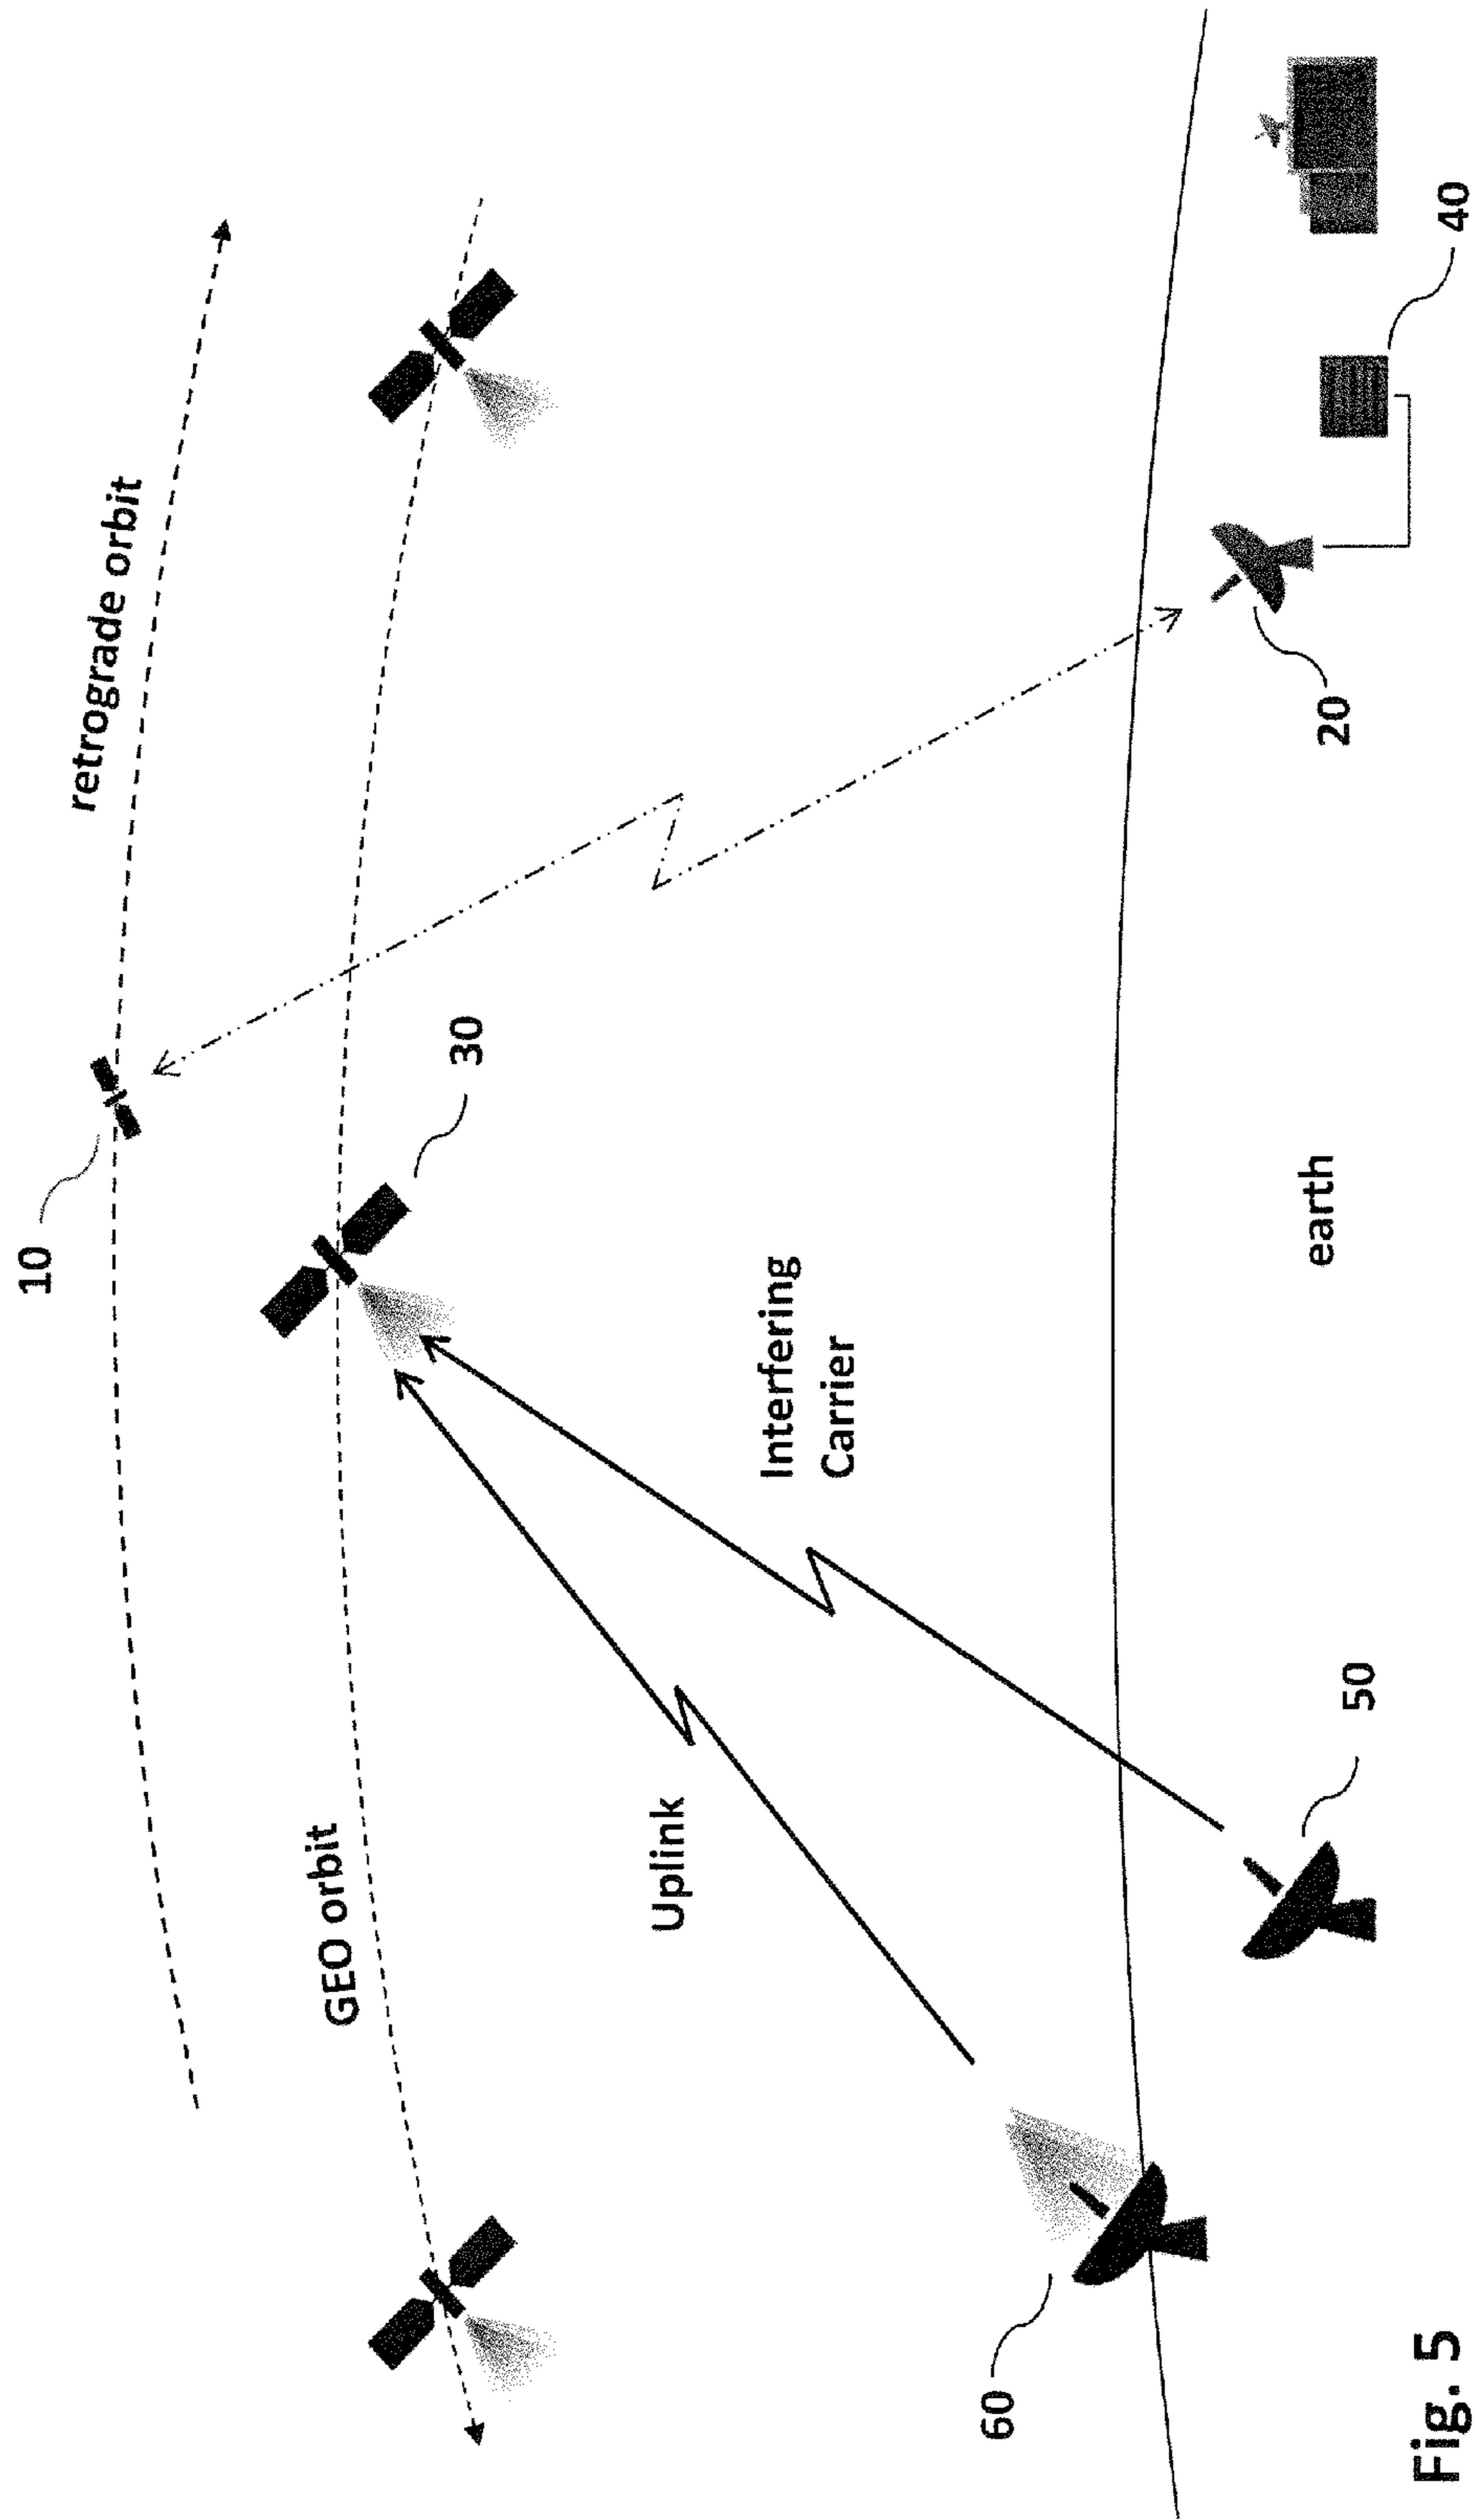 10
retrograde orbit
GEO orbit
30
Uplink
Interfering
Carrier
60
50
earth
20
40
Fig. 5